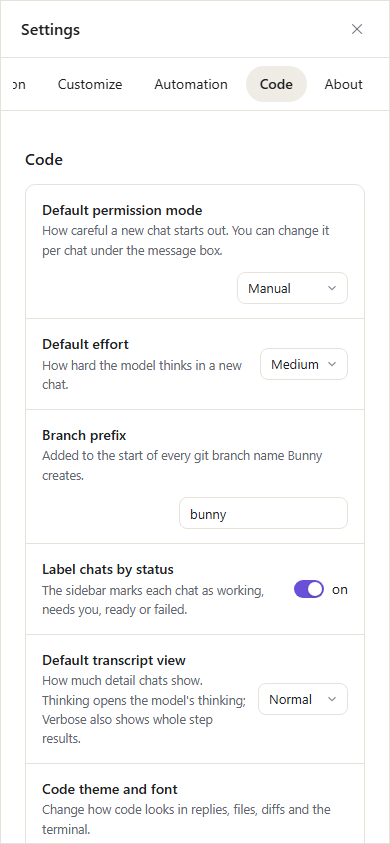 Settings
on
Customize
Automation
Code
About
Code
Default permission mode
How careful a new chat starts out. You can change it
per chat under the message box.
Manual
Default effort
How hard the model thinks in a new
chat.
Medium
Branch prefix
Added to the start of every git branch name Bunny
creates.
bunny
Label chats by status
The sidebar marks each chat as working,
needs you, ready or failed.
on
Default transcript view
How much detail chats show.
Thinking opens the model's thinking;
Verbose also shows whole step
results.
Normal
Code theme and font
Change how code looks in replies, files, diffs and the
terminal.